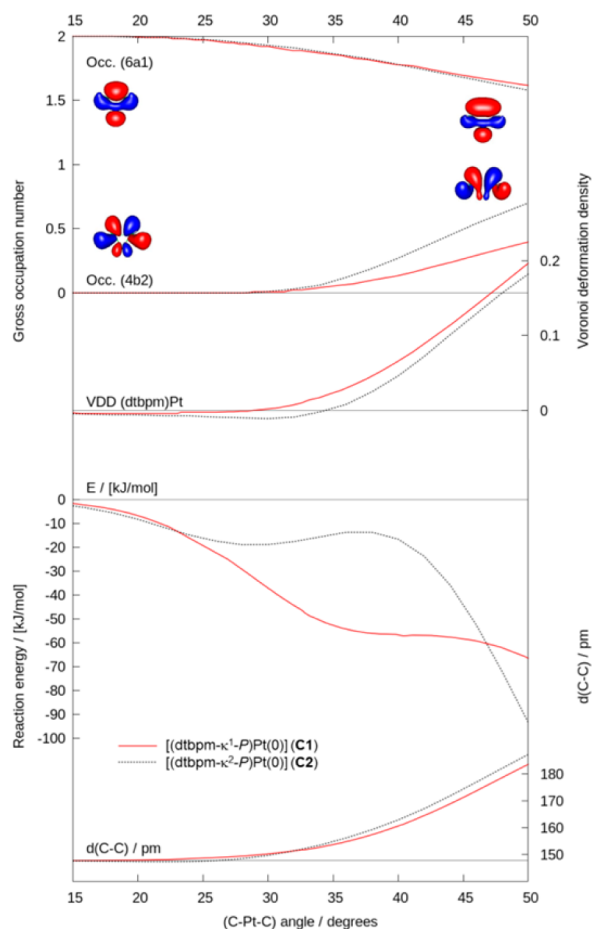 15 20 25 30 35 40 45 50
2
Occ. (6a1)
1.5
1
0.5
Occ. (4b2)
0
Gross occupation number
0.2
0.1
0
Voronoi deformation density
VDD (dtbpm)Pt
E / [kJ/mol]
0
-10
-20
-30
-40
-50
-60
-70
-80
-90
-100
Reaction energy / [kJ/mol]
d(C-C) / pm
[(dtbpm-κ¹-P)Pt(0)] (C1)
[(dtbpm-κ²-P)Pt(0)] (C2)
180
170
160
150
d(C-C) / pm
15 20 25 30 35 40 45 50
(C-Pt-C) angle / degrees